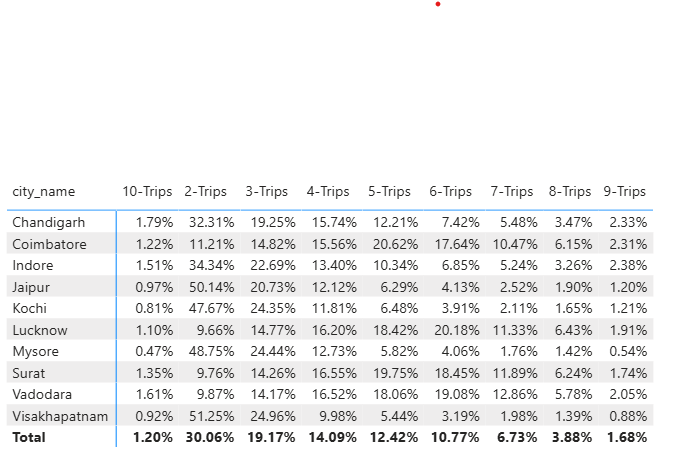 city_name 10-Trips 2-Trips 3-Trips 4-Trips 5-Trips 6-Trips 7-Trips 8-Trips 9-Trips
Chandigarh 1.79% 32.31% 19.25% 15.74% 12.21% 7.42% 5.48% 3.47% 2.33%
Coimbatore 1.22% 11.21% 14.82% 15.56% 20.62% 17.64% 10.47% 6.15% 2.31%
Indore 1.51% 34.34% 22.69% 13.40% 10.34% 6.85% 5.24% 3.26% 2.38%
Jaipur 0.97% 50.14% 20.73% 12.12% 6.29% 4.13% 2.52% 1.90% 1.20%
Kochi 0.81% 47.67% 24.35% 11.81% 6.48% 3.91% 2.11% 1.65% 1.21%
Lucknow 1.10% 9.66% 14.77% 16.20% 18.42% 20.18% 11.33% 6.43% 1.91%
Mysore 0.47% 48.75% 24.44% 12.73% 5.82% 4.06% 1.76% 1.42% 0.54%
Surat 1.35% 9.76% 14.26% 16.55% 19.75% 18.45% 11.89% 6.24% 1.74%
Vadodara 1.61% 9.87% 14.17% 16.52% 18.06% 19.08% 12.86% 5.78% 2.05%
Visakhapatnam 0.92% 51.25% 24.96% 9.98% 5.44% 3.19% 1.98% 1.39% 0.88%
Total 1.20% 30.06% 19.17% 14.09% 12.42% 10.77% 6.73% 3.88% 1.68%